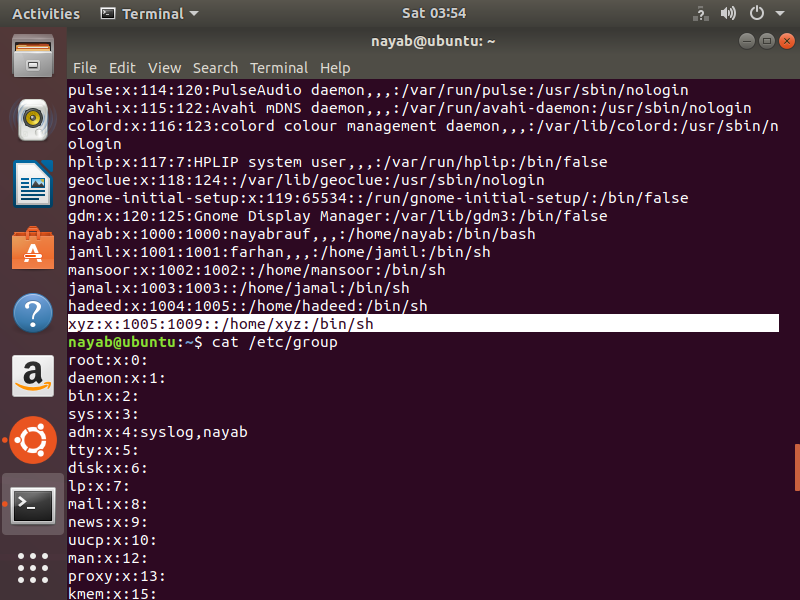 Activities Terminal Sat 03:54
nayab@ubuntu: ~
File Edit View Search Terminal Help
pulse:x:114:120:PulseAudio daemon,,,:/var/run/pulse:/usr/sbin/nologin
avahi:x:115:122:Avahi mDNS daemon,,,:/var/run/avahi-daemon:/usr/sbin/nologin
colord:x:116:123:colord colour management daemon,,,:/var/lib/colord:/usr/sbin/n
ologin
hplip:x:117:7:HPLIP system user,,,:/var/run/hplip:/bin/false
geoclue:x:118:124::/var/lib/geoclue:/usr/sbin/nologin
gnome-initial-setup:x:119:65534::/run/gnome-initial-setup/:/bin/false
gdm:x:120:125:Gnome Display Manager:/var/lib/gdm3:/bin/false
nayab:x:1000:1000:nayabrauf,,,:/home/nayab:/bin/bash
jamil:x:1001:1001:farhan,,,:/home/jamil:/bin/sh
mansoor:x:1002:1002::/home/mansoor:/bin/sh
jamal:x:1003:1003::/home/jamal:/bin/sh
hadeed:x:1004:1005::/home/hadeed:/bin/sh
xyz:x:1005:1009::/home/xyz:/bin/sh
nayab@ubuntu:~$ cat /etc/group
root:x:0:
daemon:x:1:
bin:x:2:
sys:x:3:
adm:x:4:syslog,nayab
tty:x:5:
disk:x:6:
lp:x:7:
mail:x:8:
news:x:9:
uucp:x:10:
man:x:12:
proxy:x:13:
kmem:x:15: